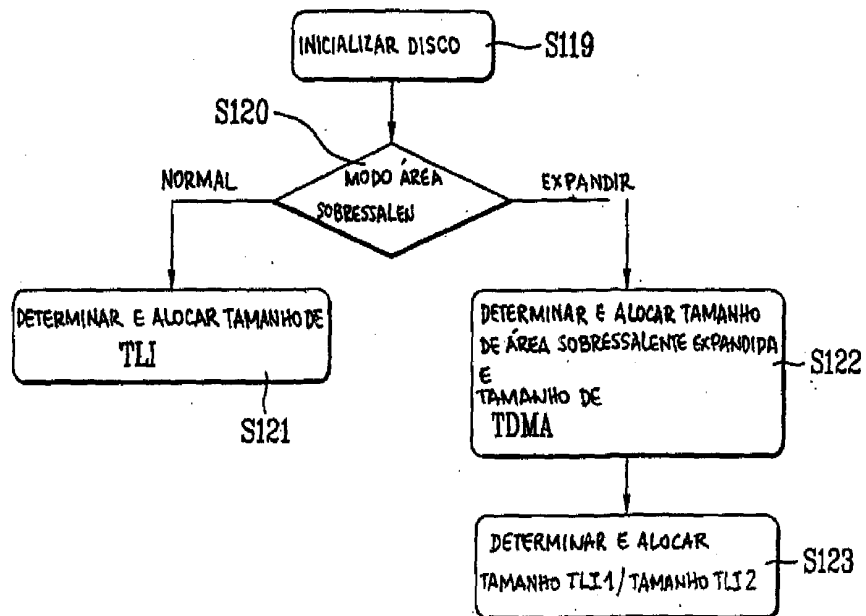 INICIALIZAR DISCO
S119
S120
NORMAL
MODO ÁREA
SOBRESSALEN
EXPANDIR
DETERMINAR E ALOCAR TAMANHO DE
TLI
S121
DETERMINAR E ALOCAR TAMANHO
DE ÁREA SOBRESSALENTE EXPANDIDA
E
TAMANHO DE
TDMA
S122
DETERMINAR E ALOCAR
TAMANHO TLI1/TAMANHO TLI2
S123